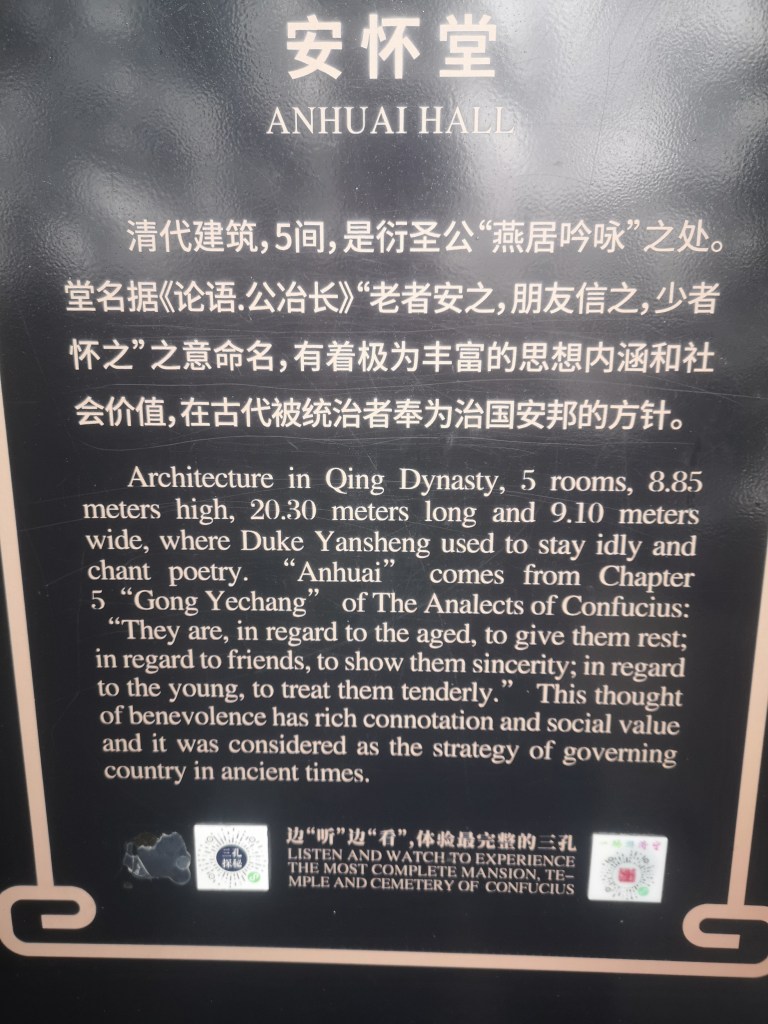 安怀堂
ANHUAI HALL
清代建筑，5间，是衍圣公“燕居吟咏”之处。
堂名据《论语.公冶长》“老者安之，朋友信之，少者
怀之”之意命名，有着极为丰富的思想内涵和社
会价值，在古代被统治者奉为治国安邦的方针。
Architecture in Qing Dynasty, 5 rooms, 8.85
meters high, 20.30 meters long and 9.10 meters
wide, where Duke Yansheng used to stay idly and
chant poetry. “Anhuai” comes from Chapter
5 “Gong Yechang” of The Analects of Confucius:
“They are, in regard to the aged, to give them rest;
in regard to friends, to show them sincerity; in regard
to the young, to treat them tenderly.” This thought
of benevolence has rich connotation and social value
and it was considered as the strategy of governing
country in ancient times.
三孔
探秘
边“听”边“看”，体验最完整的三孔
LISTEN AND WATCH TO EXPERIENCE
THE MOST COMPLETE MANSION, TE-
MPLE AND CEMETERY OF CONFUCIUS